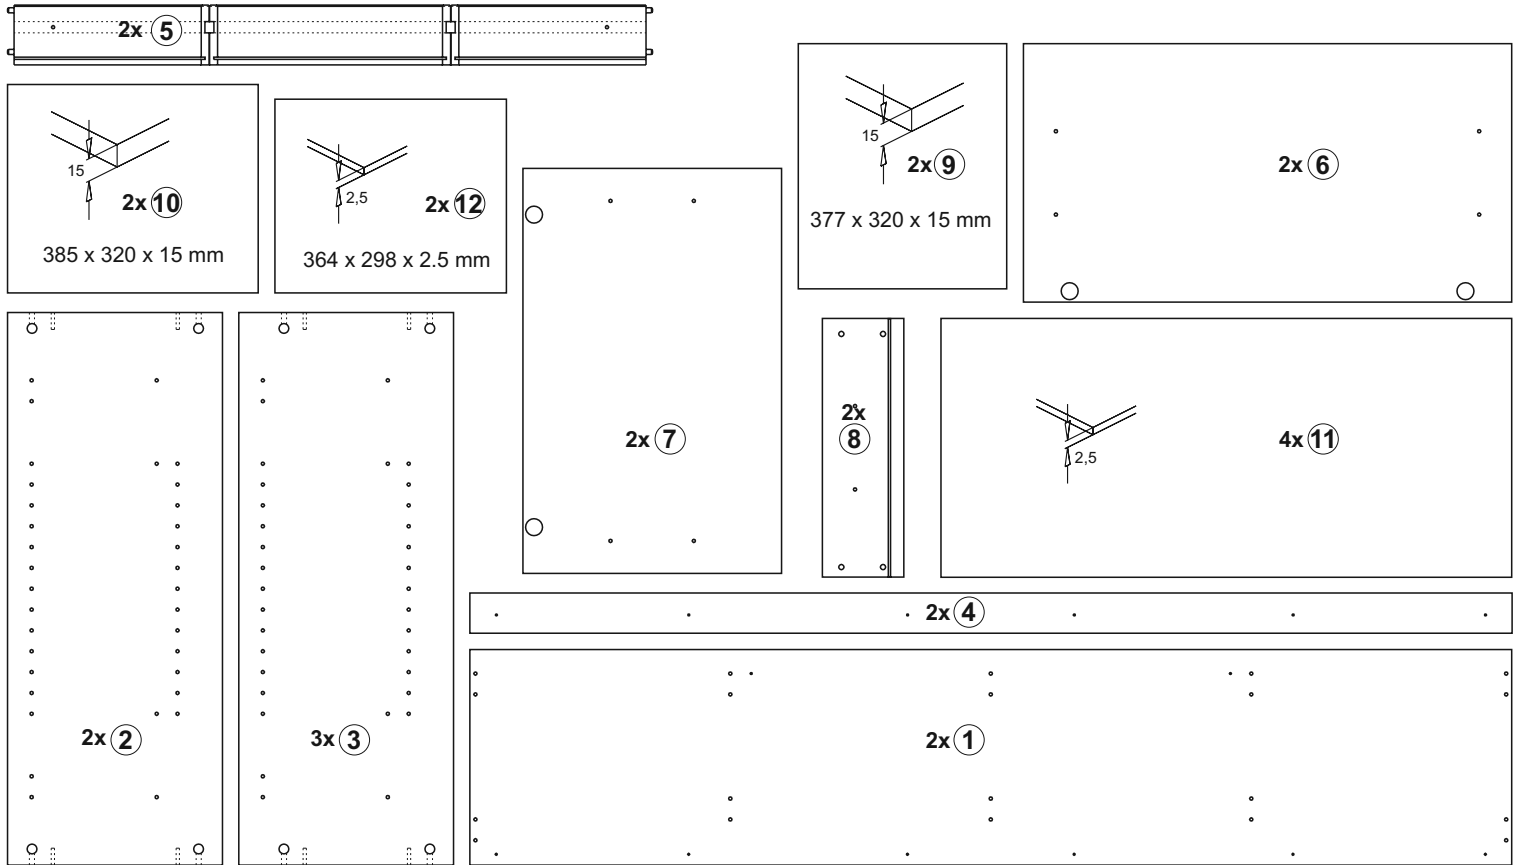 2x 5
15
2x 10
385 x 320 x 15 mm
2,5
2x 12
364 x 298 x 2.5 mm
15
2x 9
377 x 320 x 15 mm
2x 6
2x 7
2x
8
2,5
4x 11
2x 4
2x 2
3x 3
2x 1